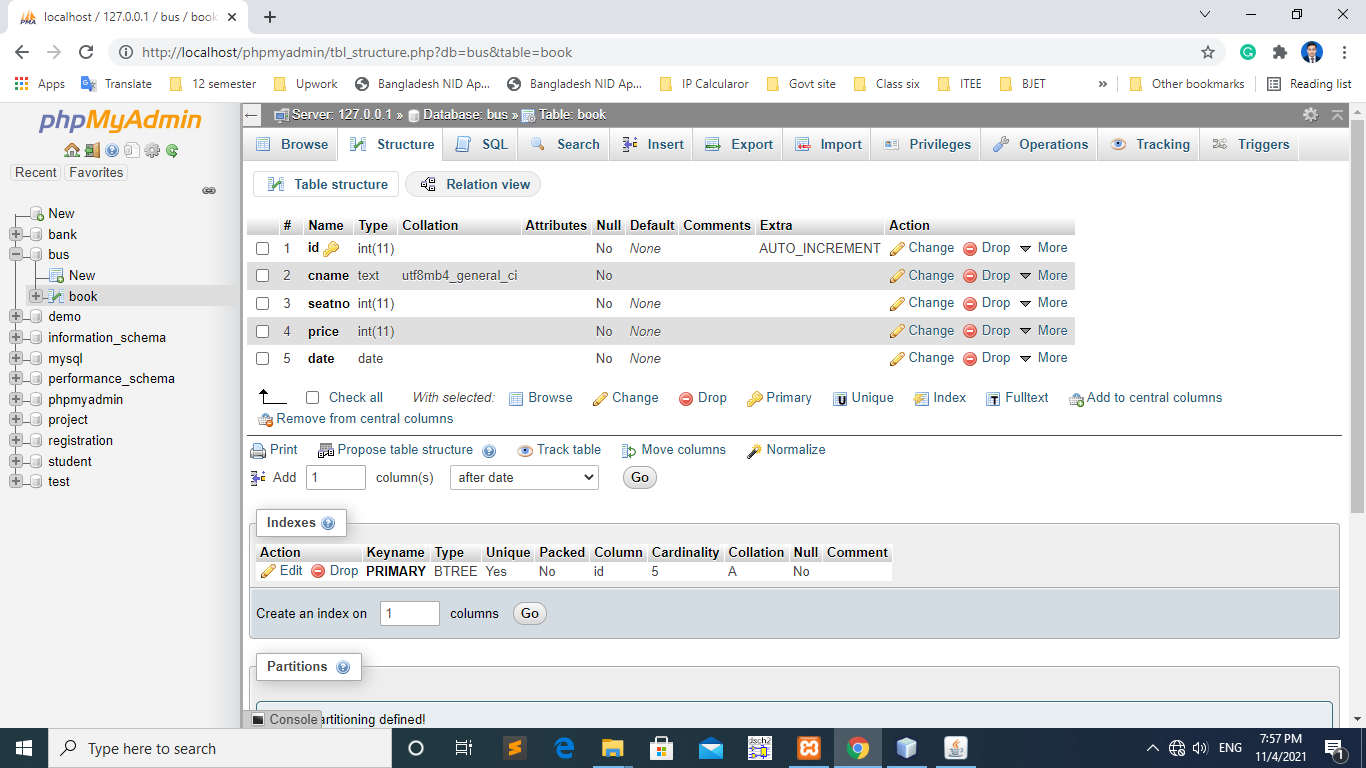 localhost / 127.0.0.1 / bus / book
http://localhost/phpmyadmin/tbl_structure.php?db=bus&table=book
Apps Translate 12 semester Upwork Bangladesh NID Ap... Bangladesh NID Ap... IP Calcularor Govt site Class six ITEE BJET » Other bookmarks Reading list
phpMyAdmin
Recent Favorites
New
bank
bus
New
book
demo
information_schema
mysql
performance_schema
phpmyadmin
project
registration
student
test
Server: 127.0.0.1 » Database: bus » Table: book
Browse Structure SQL Search Insert Export Import Privileges Operations Tracking Triggers
Table structure Relation view
# Name Type Collation Attributes Null Default Comments Extra Action
1 id int(11) No None AUTO_INCREMENT Change Drop More
2 cname text utf8mb4_general_ci No Change Drop More
3 seatno int(11) No None Change Drop More
4 price int(11) No None Change Drop More
5 date date No None Change Drop More
Check all With selected: Browse Change Drop Primary Unique Index Fulltext Add to central columns
Remove from central columns
Print Propose table structure Track table Move columns Normalize
Add 1 column(s) after date Go
Indexes
Action Keyname Type Unique Packed Column Cardinality Collation Null Comment
Edit Drop PRIMARY BTREE Yes No id 5 A No
Create an index on 1 columns Go
Partitions
Console artitioning defined!
Type here to search
dsch2
ENG
7:57 PM
11/4/2021
1